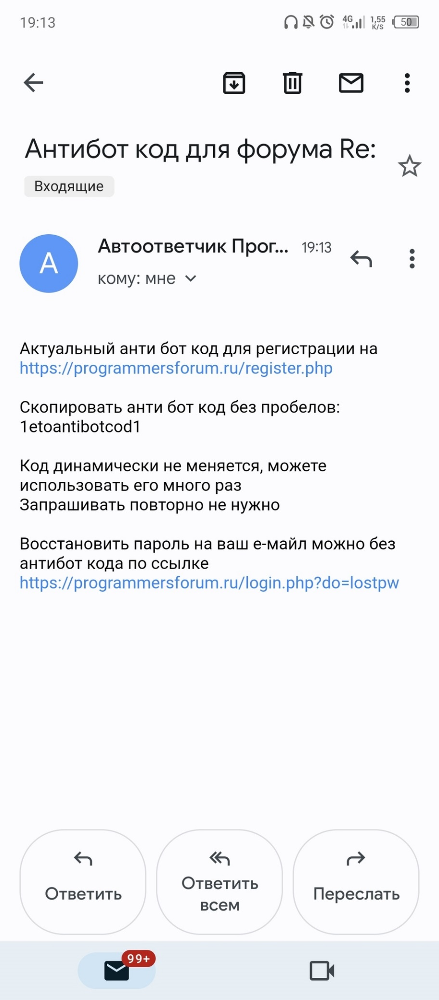 19:13
4G
1,55
K/S
50
Антибот код для форума Re:
Входящие
А
Автоответчик Прог...
19:13
кому: мне
Актуальный анти бот код для регистрации на
https://programmersforum.ru/register.php
Скопировать анти бот код без пробелов:
1etoantibotcod1
Код динамически не меняется, можете
использовать его много раз
Запрашивать повторно не нужно
Восстановить пароль на ваш е-майл можно без
антибот кода по ссылке
https://programmersforum.ru/login.php?do=lostpw
Ответить
Ответить
всем
Переслать
99+